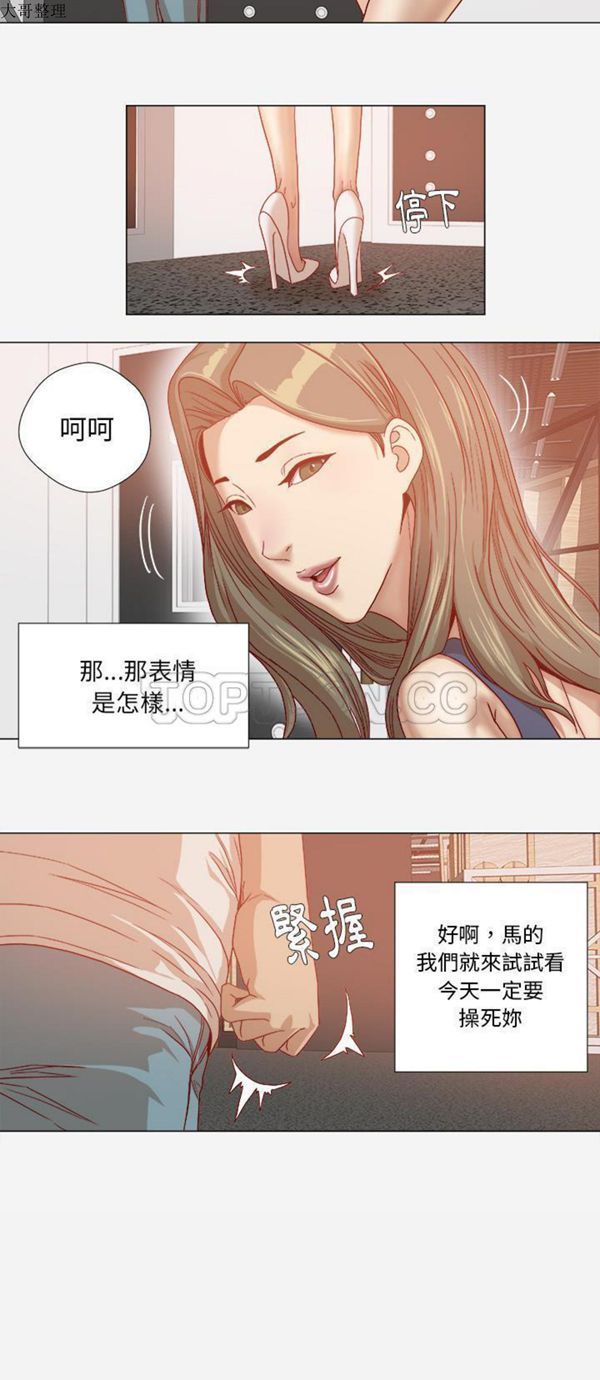 大哥整理
停下
呵呵
那...那表情
是怎樣...
緊握
好啊，馬的
我們就來試試看
今天一定要
操死妳